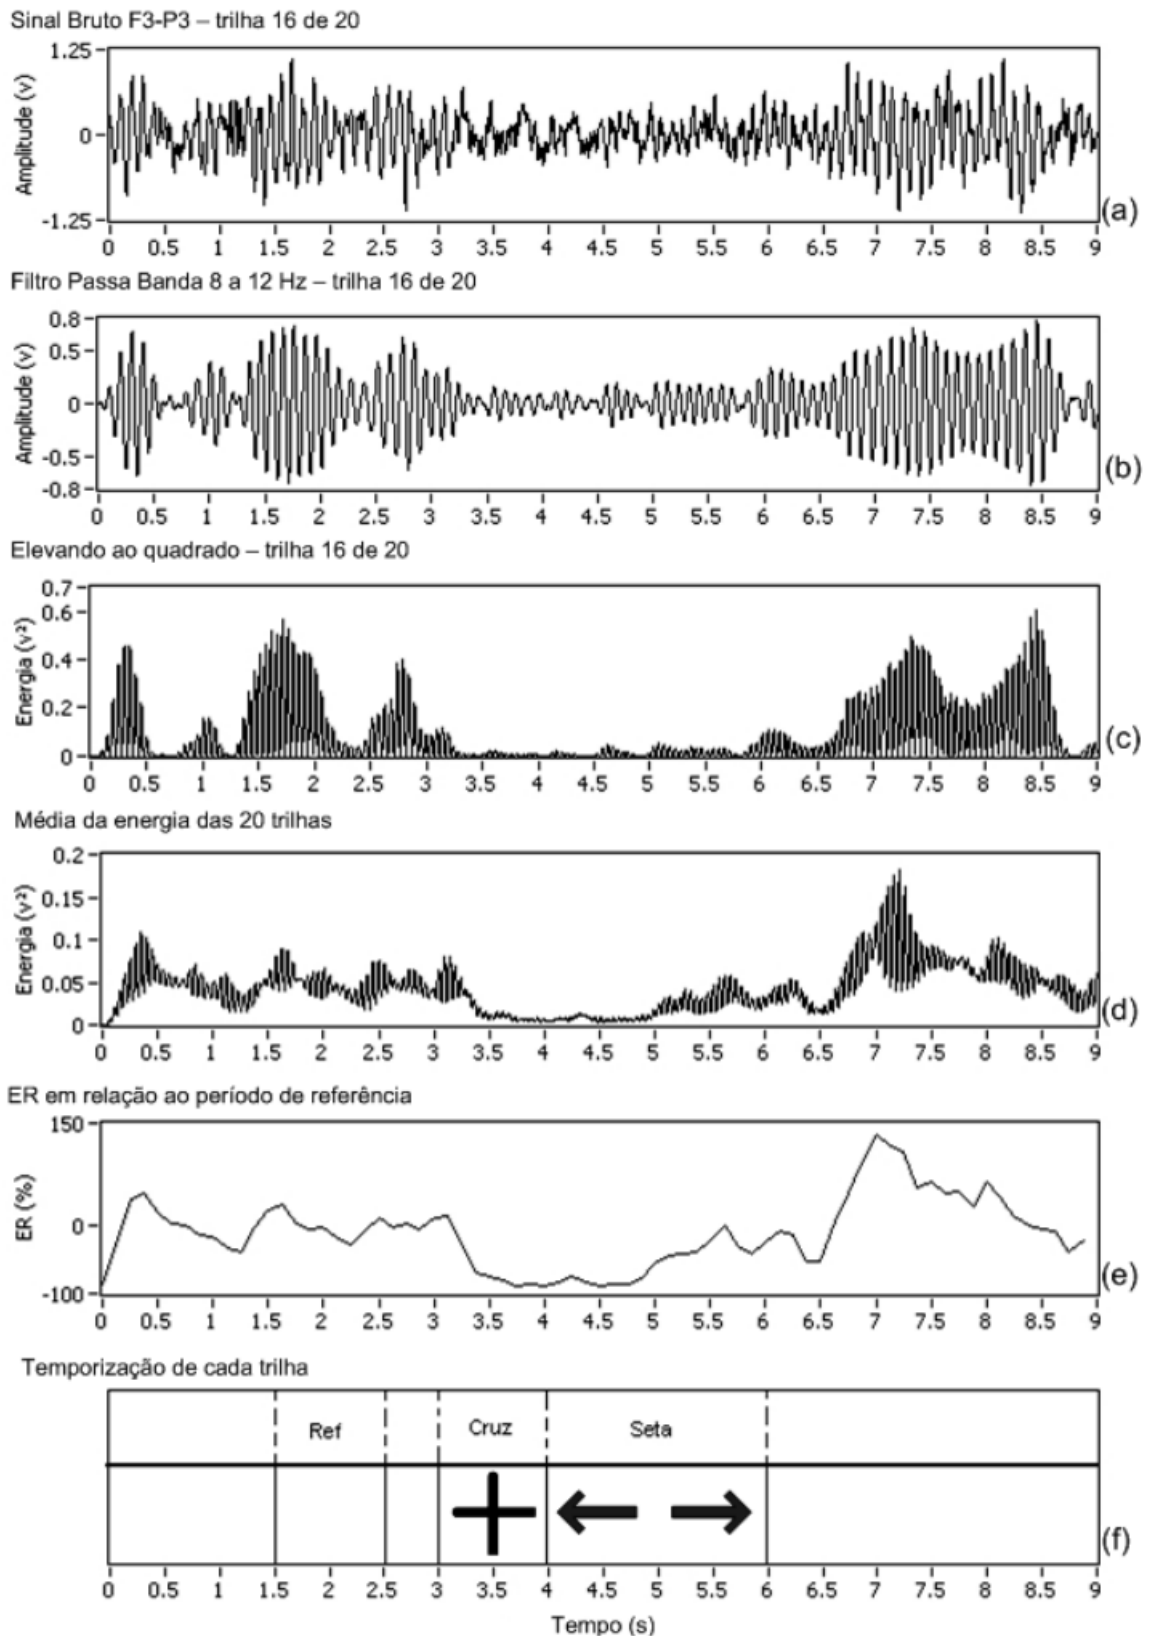 Sinal Bruto F3-P3 – trilha 16 de 20
1.25
0
-1.25
Amplitude (v)
0 0.5 1 1.5 2 2.5 3 3.5 4 4.5 5 5.5 6 6.5 7 7.5 8 8.5 9
(a)
Filtro Passa Banda 8 a 12 Hz – trilha 16 de 20
0.8
0.5
0
-0.5
-0.8
Amplitude (v)
0 0.5 1 1.5 2 2.5 3 3.5 4 4.5 5 5.5 6 6.5 7 7.5 8 8.5 9
(b)
Elevando ao quadrado – trilha 16 de 20
0.7
0.6
0.4
0.2
0
Energia (v²)
0 0.5 1 1.5 2 2.5 3 3.5 4 4.5 5 5.5 6 6.5 7 7.5 8 8.5 9
(c)
Média da energia das 20 trilhas
0.2
0.15
0.1
0.05
0
Energia (v²)
0 0.5 1 1.5 2 2.5 3 3.5 4 4.5 5 5.5 6 6.5 7 7.5 8 8.5 9
(d)
ER em relação ao período de referência
150
0
-100
ER (%)
0 0.5 1 1.5 2 2.5 3 3.5 4 4.5 5 5.5 6 6.5 7 7.5 8 8.5 9
(e)
Temporização de cada trilha
Ref Cruz Seta
(f)
0 0.5 1 1.5 2 2.5 3 3.5 4 4.5 5 5.5 6 6.5 7 7.5 8 8.5 9
Tempo (s)